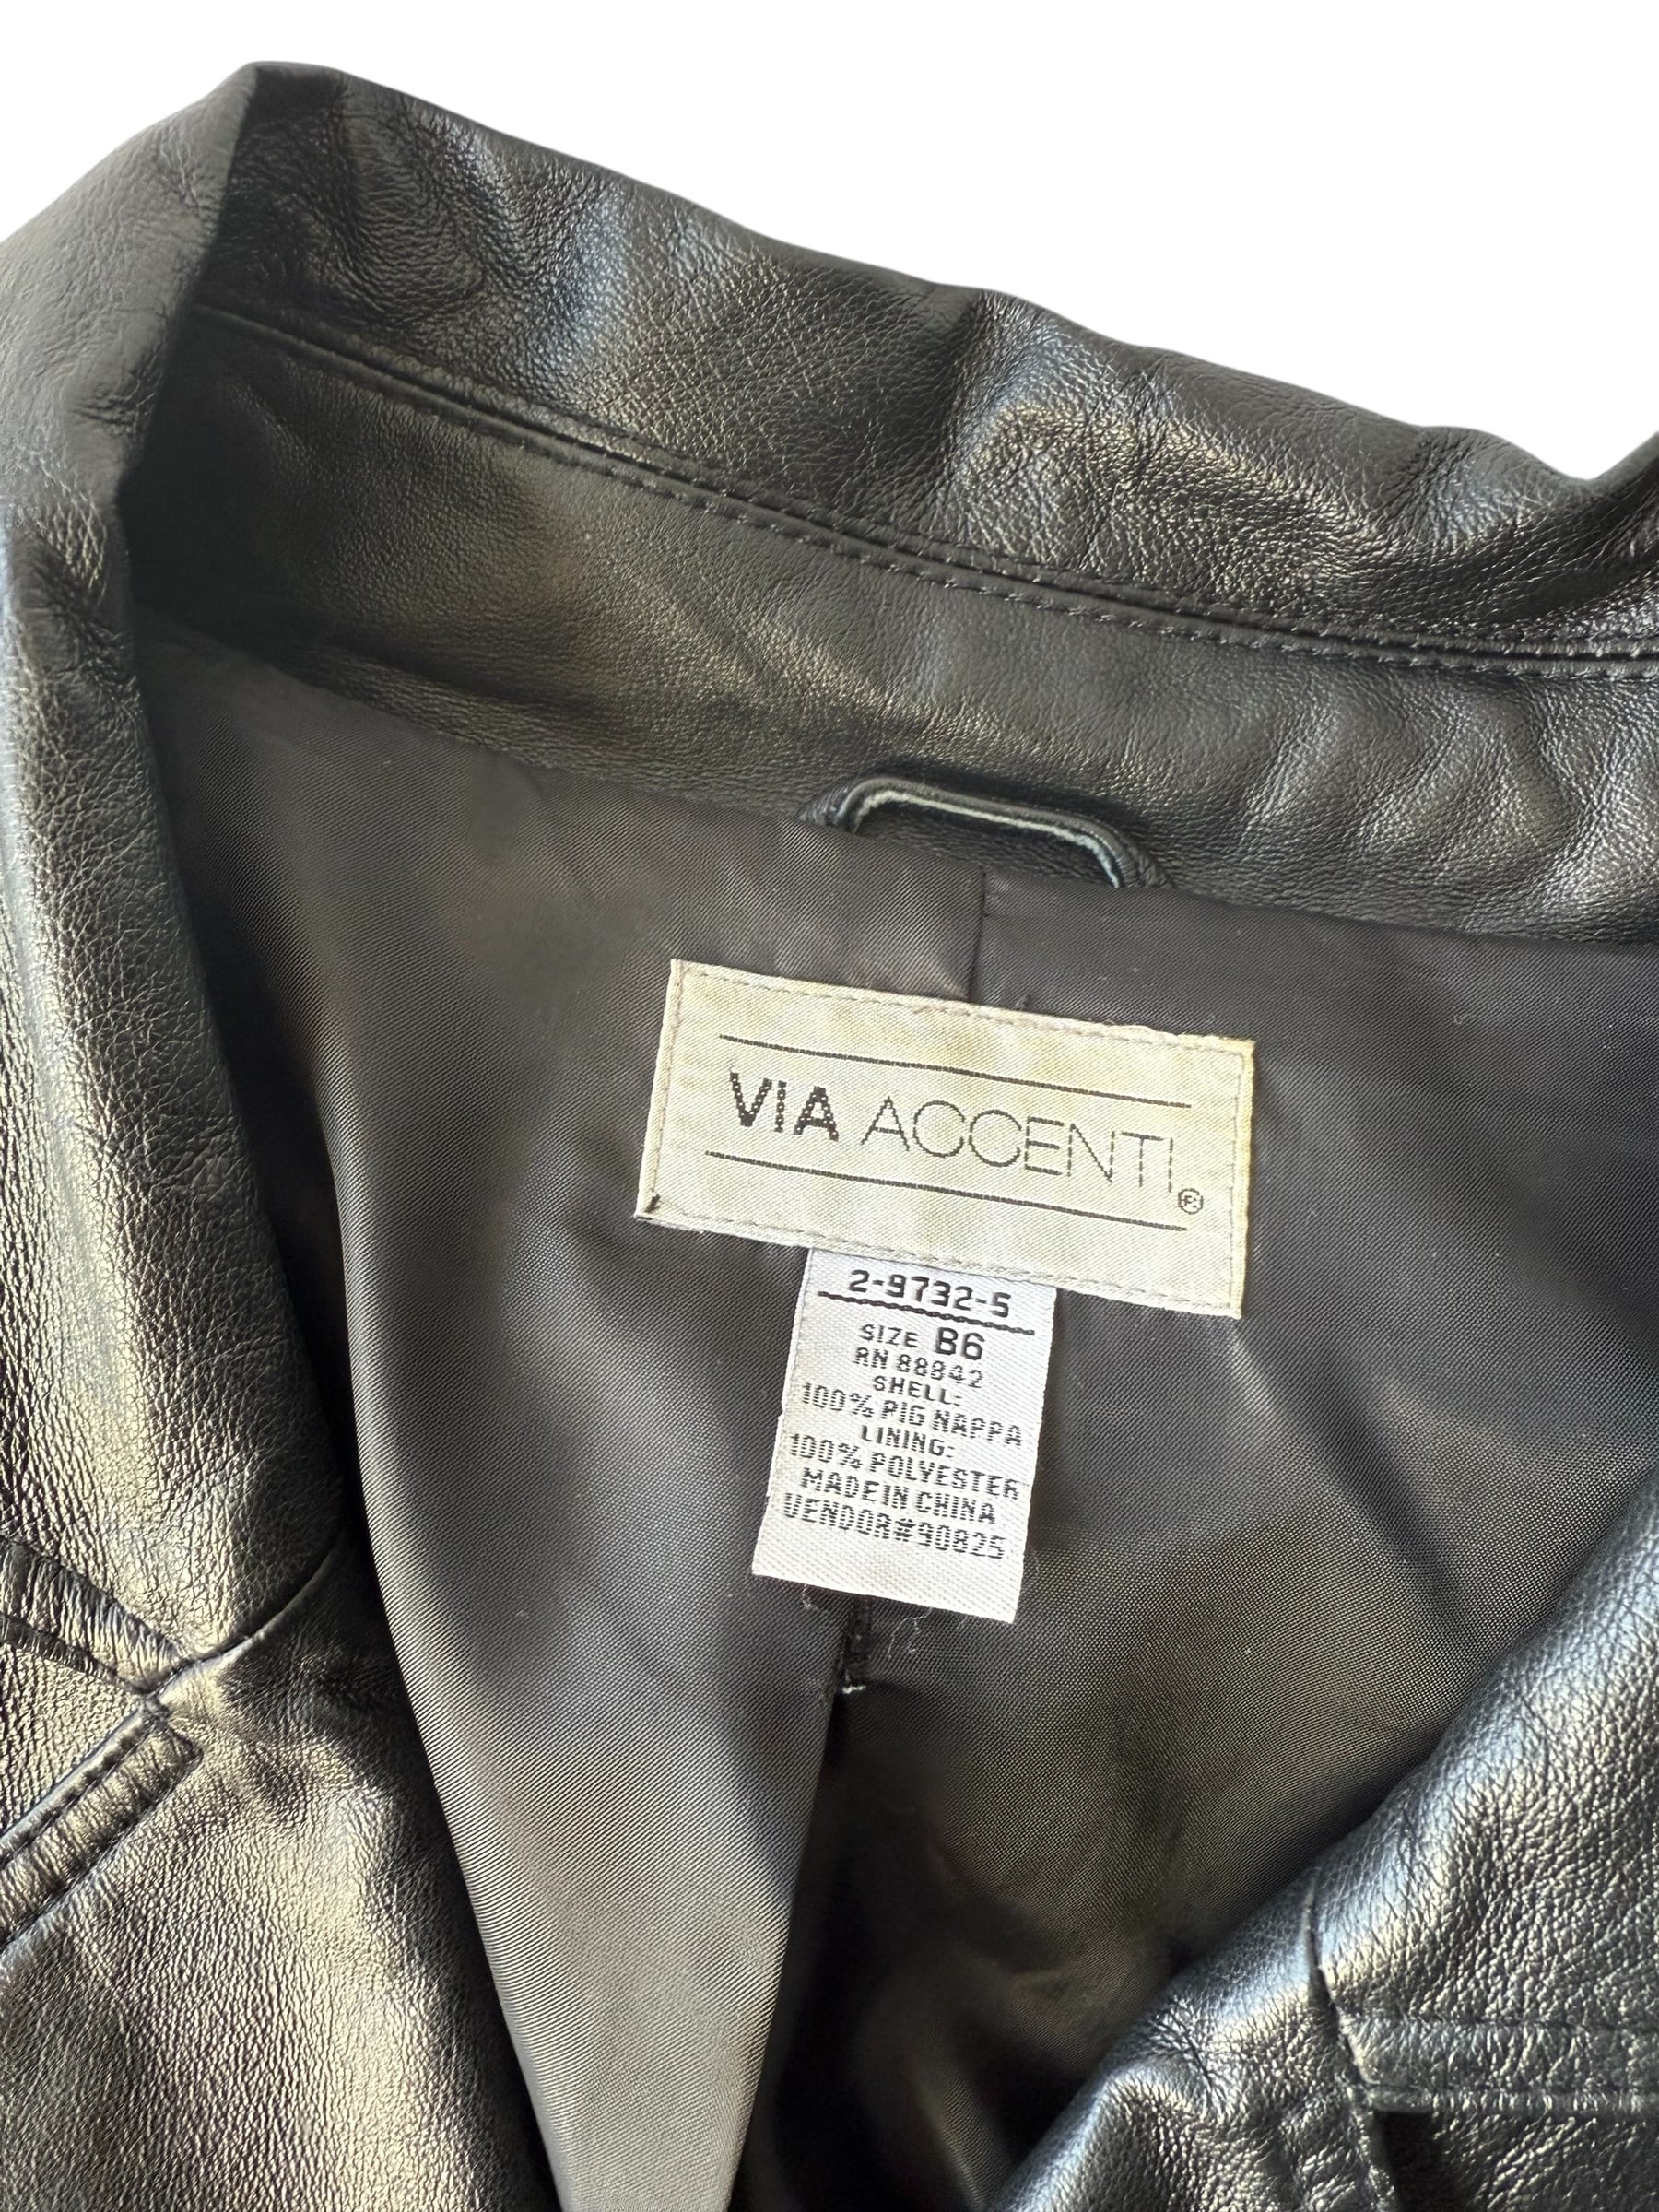 VIA ACCENTI®
2-9732-5
SIZE B6
RN 88842
SHELL:
100% PIG NAPPA
LINING:
100% POLYESTER
MADE IN CHINA
VENDOR#90825